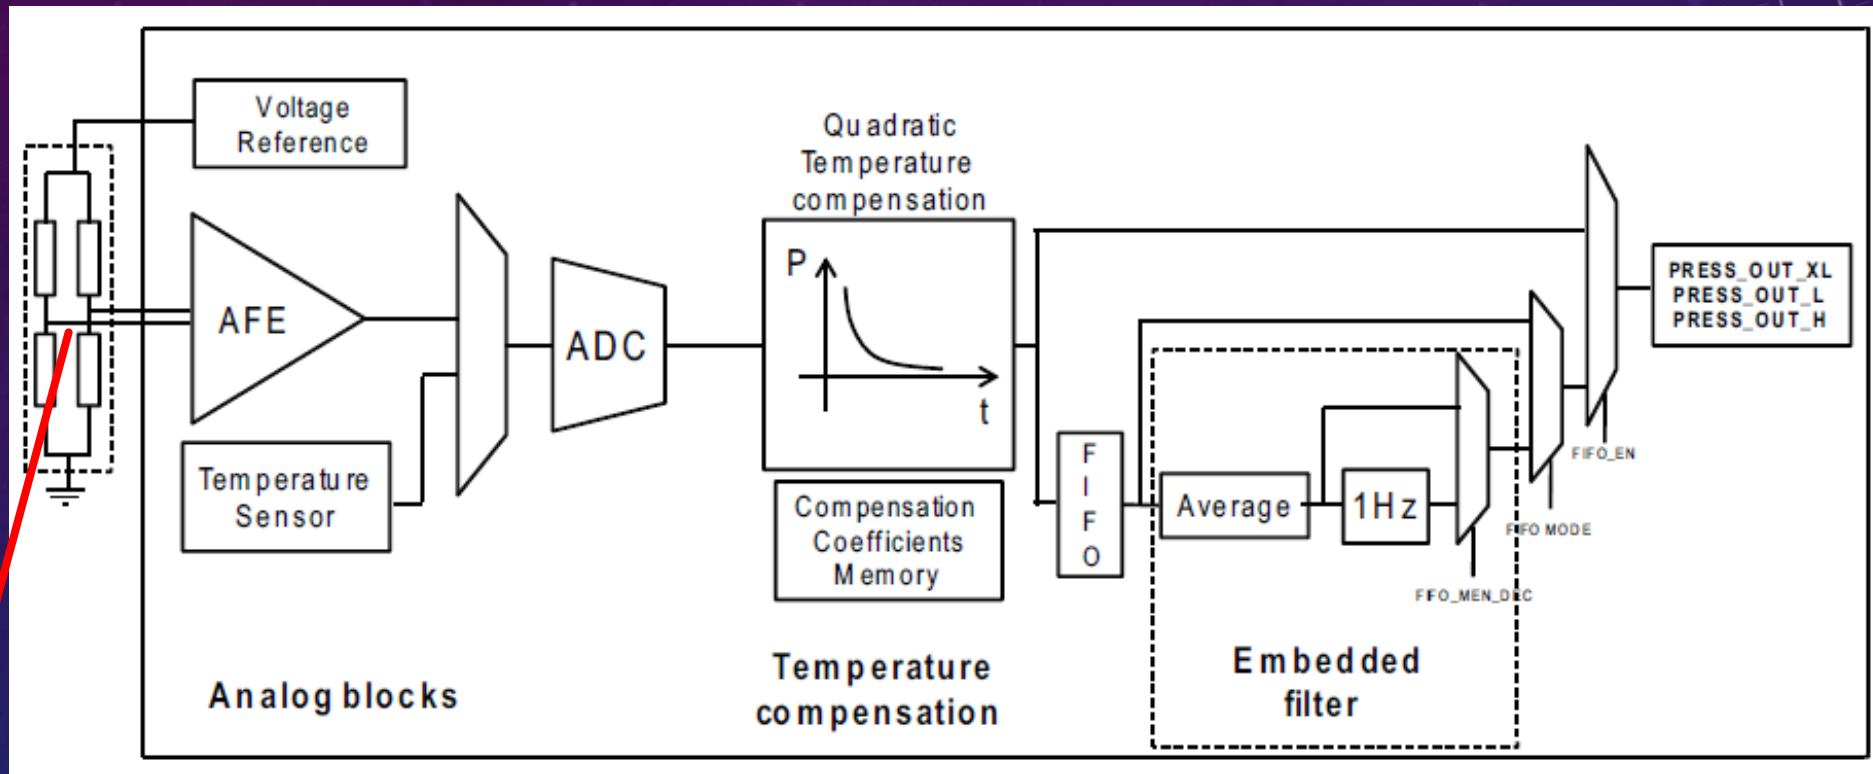 Voltage
Reference
AFE
Temperature
Sensor
ADC
Quadratic
Temperature
compensation
P
t
Compensation
Coefficients
Memory
F
I
F
O
Average
1Hz
FIFO_MEN_DEC
FIFO MODE
FIFO_EN
PRESS_OUT_XL
PRESS_OUT_L
PRESS_OUT_H
Analog blocks
Temperature
compensation
Embedded
filter